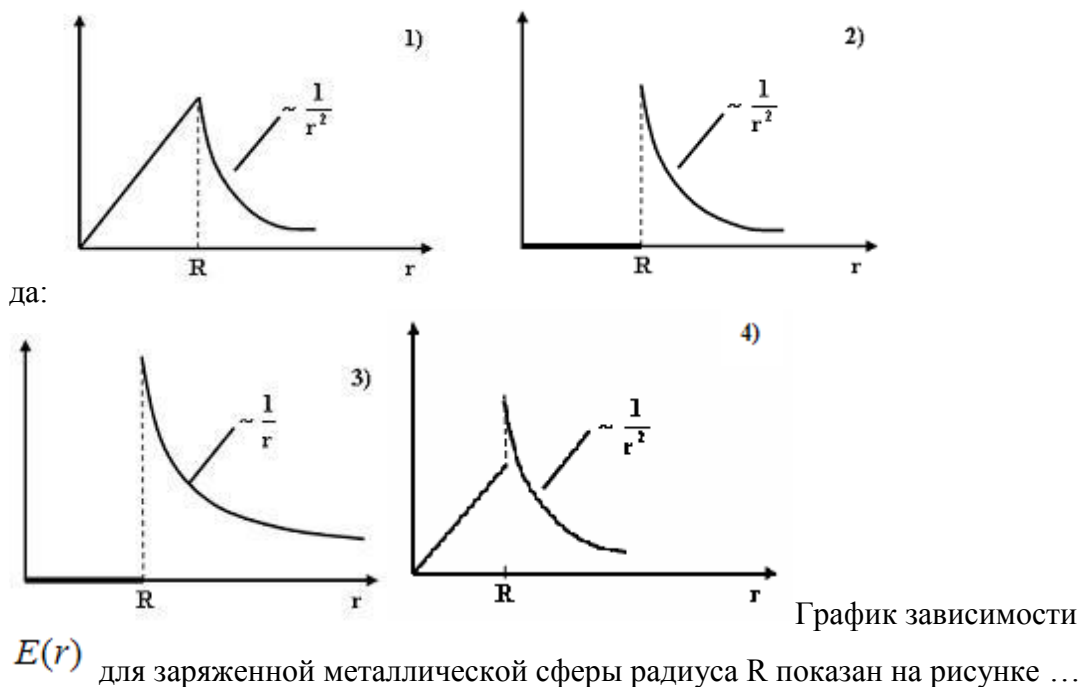 1)
~ 1/r²
R
r
2)
~ 1/r²
R
r
да:
3)
~ 1/r
R
r
4)
~ 1/r²
R
r
График зависимости
E(r) для заряженной металлической сферы радиуса R показан на рисунке …